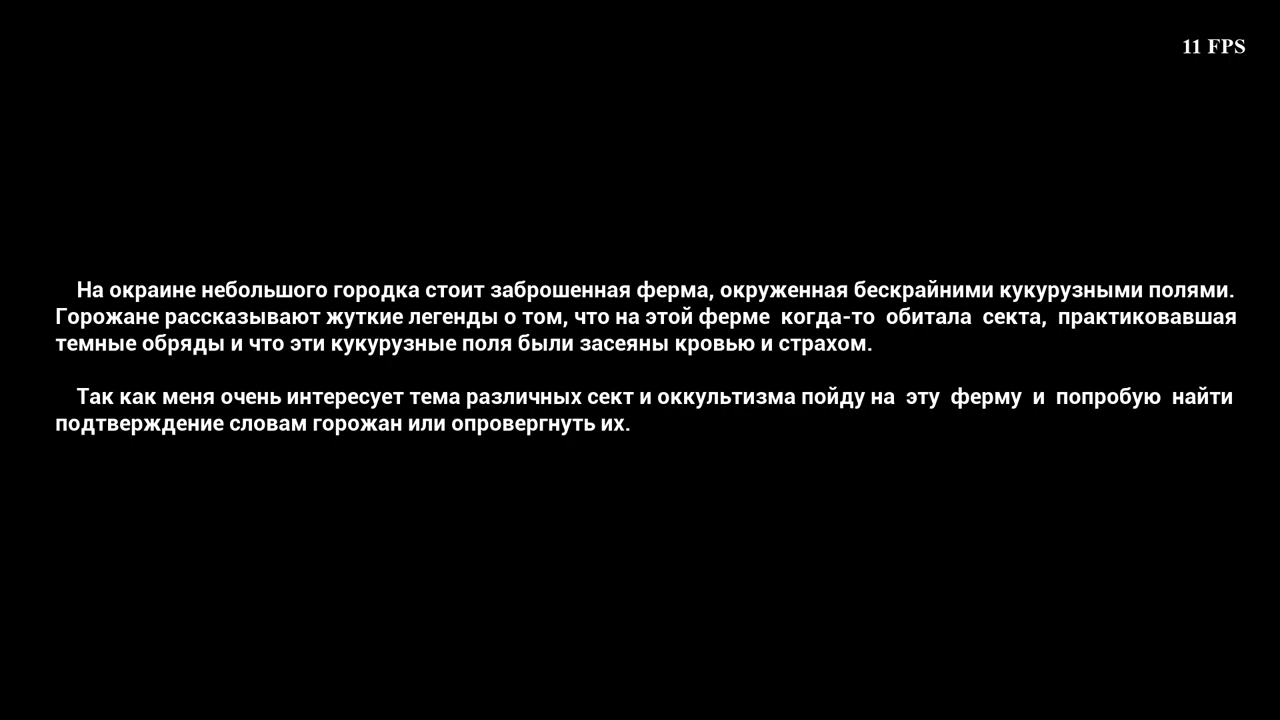 11 FPS
На окраине небольшого городка стоит заброшенная ферма, окруженная бескрайними кукурузными полями.
Горожане рассказывают жуткие легенды о том, что на этой ферме когда-то обитала секта, практиковавшая
темные обряды и что эти кукурузные поля были засеяны кровью и страхом.
Так как меня очень интересует тема различных сект и оккультизма пойду на эту ферму и попробую найти
подтверждение словам горожан или опровергнуть их.